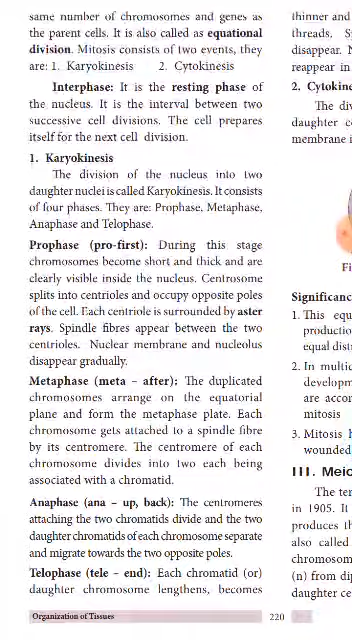 same number of chromosomes and genes as
the parent cells. It is also called as equational
division. Mitosis consists of two events, they
are: 1. Karyokinesis 2. Cytokinesis
Interphase: It is the resting phase of
the nucleus. It is the interval between two
successive cell divisions. The cell prepares
itself for the next cell division.
1. Karyokinesis
The division of the nucleus into two
daughter nuclei is called Karyokinesis. It consists
of four phases. They are: Prophase, Metaphase,
Anaphase and Telophase.
Prophase (pro-first): During this stage
chromosomes become short and thick and are
clearly visible inside the nucleus. Centrosome
splits into centrioles and occupy opposite poles
of the cell. Each centriole is surrounded by aster
rays. Spindle fibres appear between the two
centrioles. Nuclear membrane and nucleolus
disappear gradually.
Metaphase (meta – after): The duplicated
chromosomes arrange on the equatorial
plane and form the metaphase plate. Each
chromosome gets attached to a spindle fibre
by its centromere. The centromere of each
chromosome divides into two each being
associated with a chromatid.
Anaphase (ana – up, back): The centromeres
attaching the two chromatids divide and the two
daughter chromatids of each chromosome separate
and migrate towards the two opposite poles.
Telophase (tele – end): Each chromatid (or)
daughter chromosome lengthens, becomes
thinner and
threads.
disappear.
reappear in
2. Cytokine
The div
daughter
membrane
Fi
Significanc
1. This equ
productio
equal dist
2. In multic
developm
are accor
mitosis
3. Mitosis
wounded
III. Meio
The ter
in 1905. It
produces th
also called
chromosom
(n) from dip
daughter ce
Organization of Tissues 220